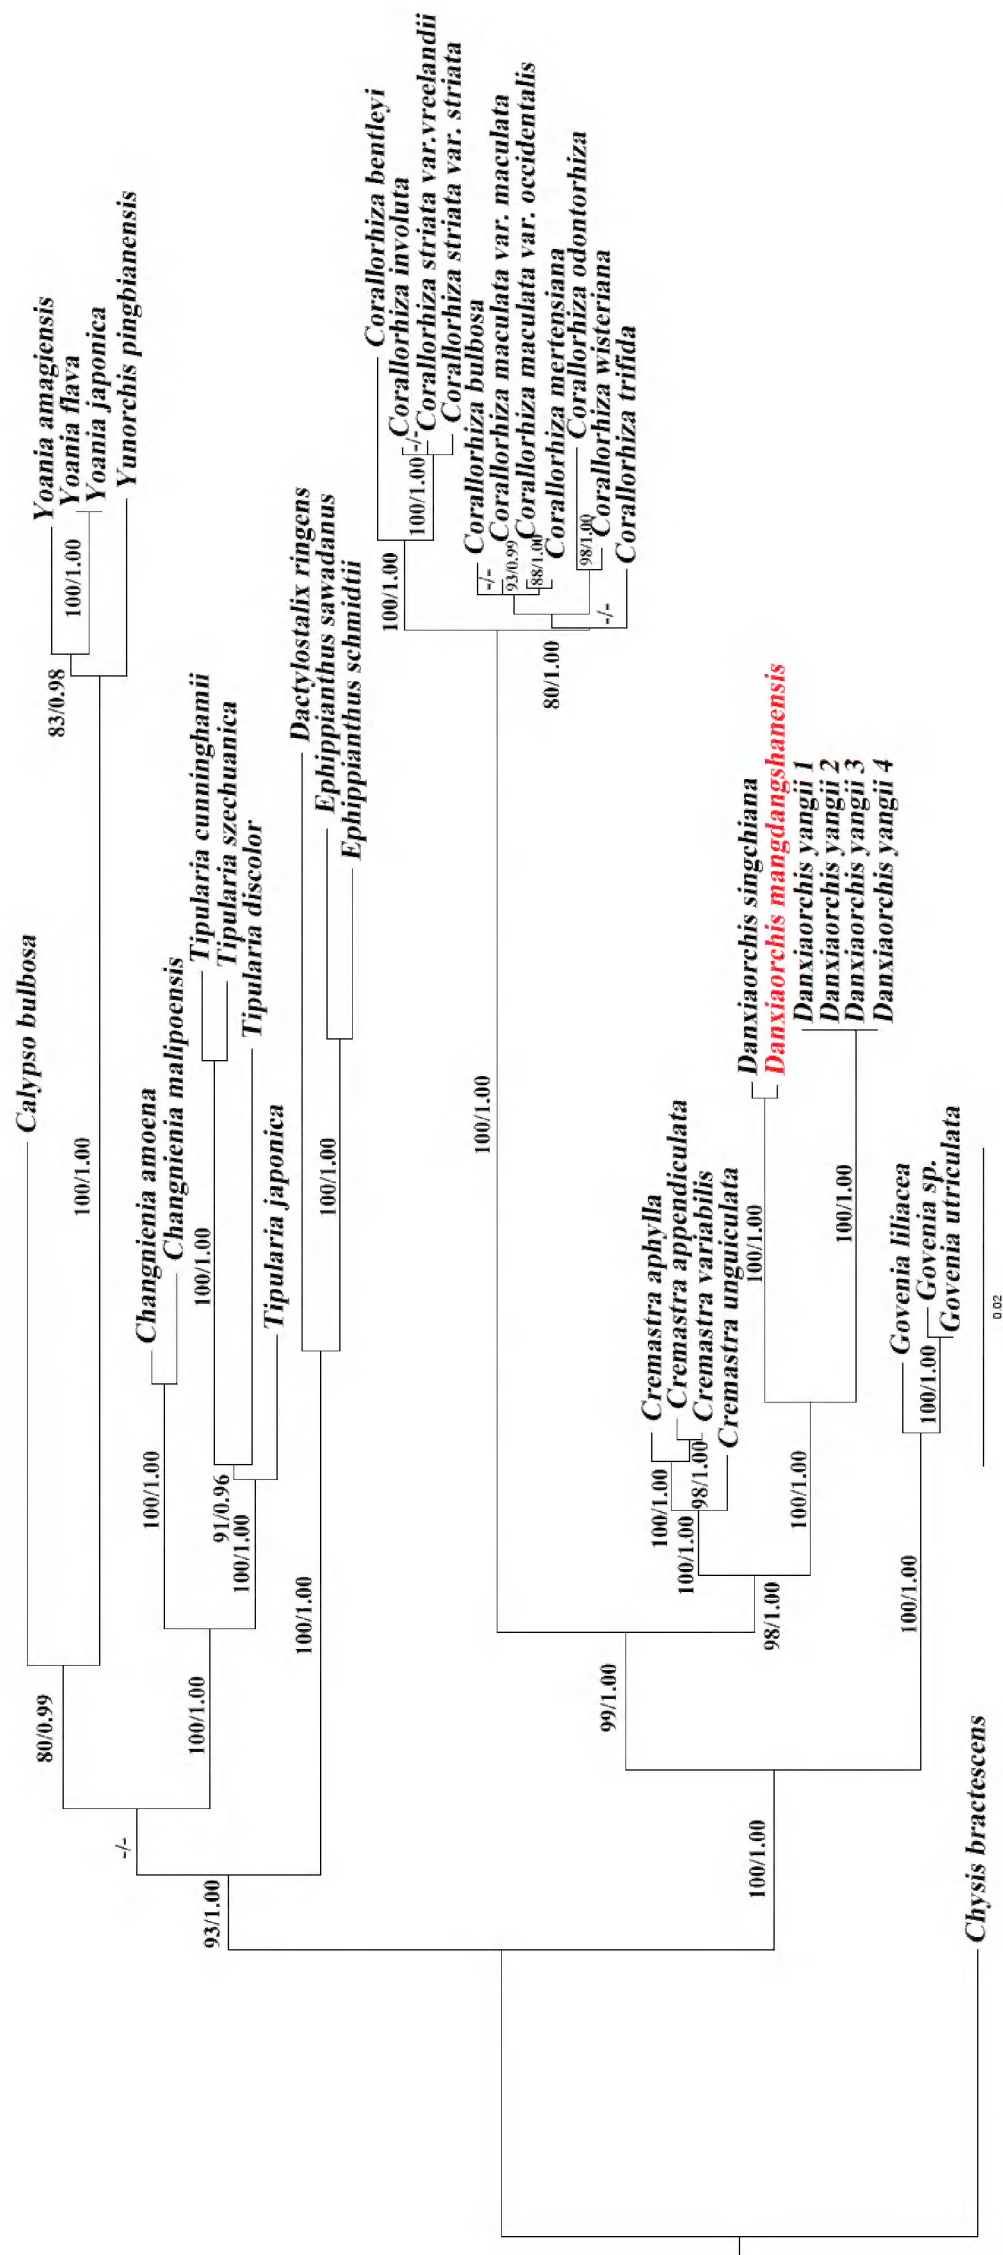 Calypso bulbosa
Yoania amagiensis
Yoania flava
Yoania japonica
Yunorchis pingbianensis
Changnienia amoena
Changnienia malipoensis
Tipularia cunninghamii
Tipularia szechuanica
Tipularia discolor
Tipularia japonica
Dactylostalix ringens
Ephippianthus sawadanus
Ephippianthus schmidtii
Corallorhiza bentleyi
Corallorhiza involuta
Corallorhiza striata var.vreelandii
Corallorhiza striata var. striata
Corallorhiza bulbosa
Corallorhiza maculata var. maculata
Corallorhiza maculata var. occidentalis
Corallorhiza mertensiana
Corallorhiza odontorhiza
Corallorhiza wisteriana
Corallorhiza trifida
Cremastra aphylla
Cremastra appendiculata
Cremastra variabilis
Cremastra unguiculata
Danxiaorchis singchiana
Danxiaorchis mangdangshanensis
Danxiaorchis yangii 1
Danxiaorchis yangii 2
Danxiaorchis yangii 3
Danxiaorchis yangii 4
Govenia liliacea
Govenia sp.
Govenia utriculata
Chysis bractescens
80/0.99
83/0.98
100/1.00
100/1.00
-/-
100/1.00
100/1.00
100/1.00
91/0.96
100/1.00
93/1.00
100/1.00
100/1.00
100/1.00
100/1.00
100/1.00
-/-
-/-
93/0.99
88/1.00
98/1.00
-/-
80/1.00
99/1.00
98/1.00
100/1.00
100/1.00
98/1.00
100/1.00
100/1.00
100/1.00
100/1.00
100/1.00
100/1.00
0.02